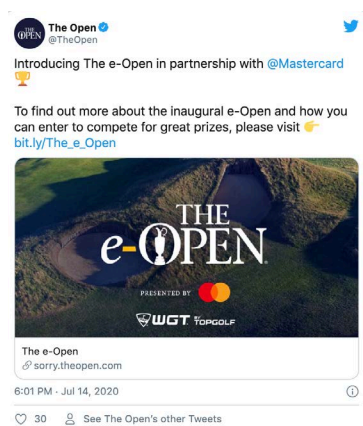 The Open
@TheOpen
Introducing The e-Open in partnership with @Mastercard
🏆
To find out more about the inaugural e-Open and how you
can enter to compete for great prizes, please visit 👉
bit.ly/The_e_Open
THE
e-OPEN
PRESENTED BY
WGT BY TOPGOLF
The e-Open
sorry.theopen.com
6:01 PM · Jul 14, 2020
30 See The Open's other Tweets